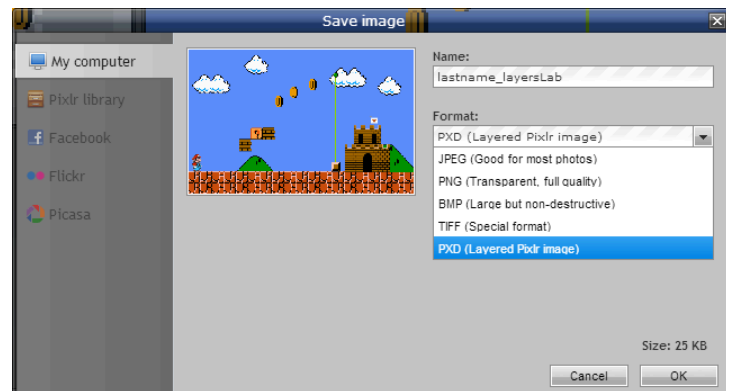 Save image
My computer
Pixlr library
Facebook
Flickr
Picasa
Name:
lastname_layersLab
Format:
PXD (Layered Pixlr image)
JPEG (Good for most photos)
PNG (Transparent, full quality)
BMP (Large but non-destructive)
TIFF (Special format)
PXD (Layered Pixlr image)
Size: 25 KB
Cancel
OK